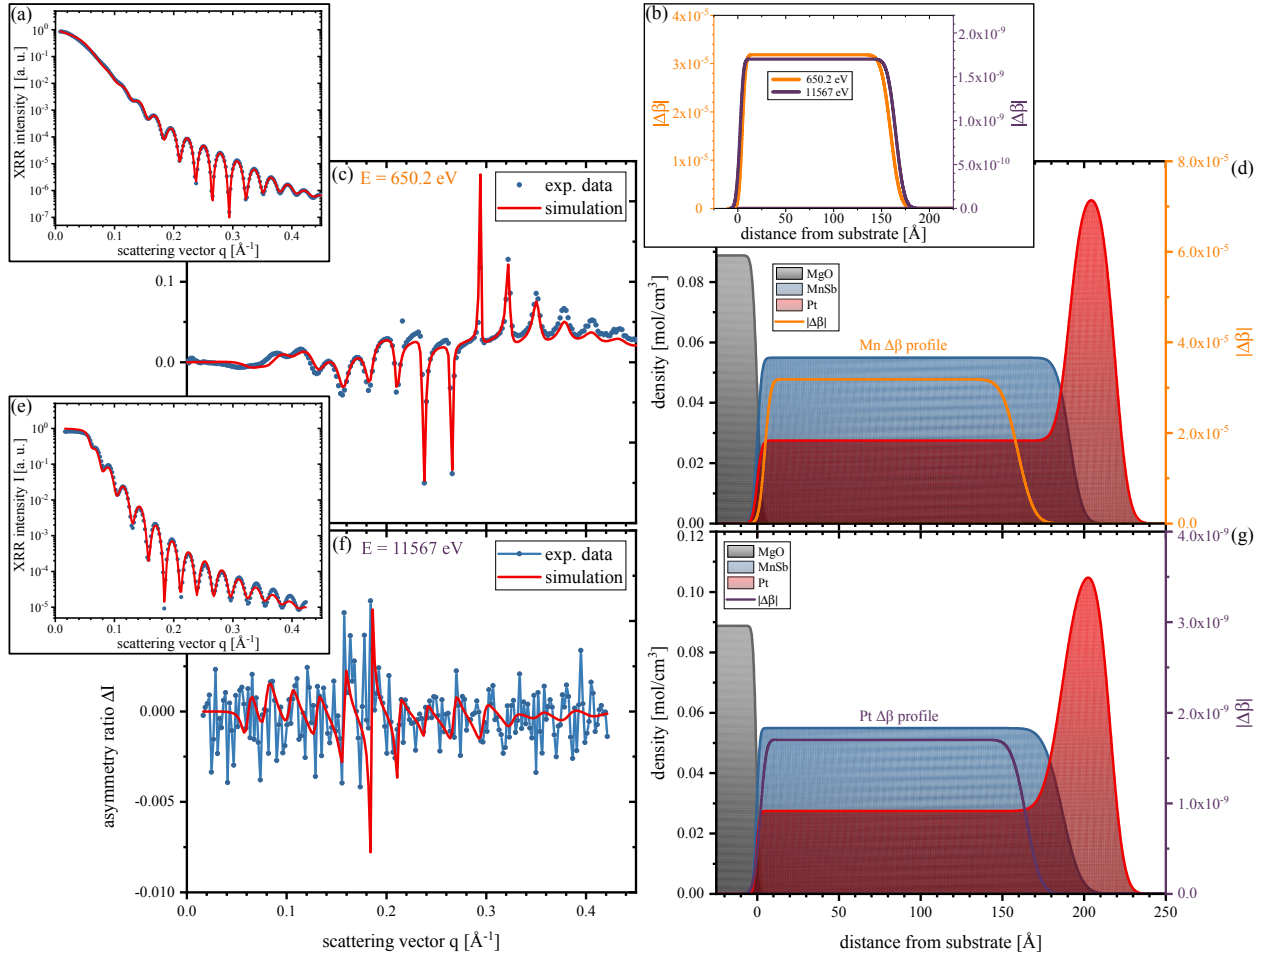 (a)
XRR intensity I [a. u.]
10⁰
10⁻¹
10⁻²
10⁻³
10⁻⁴
10⁻⁵
10⁻⁶
10⁻⁷
0.0 0.1 0.2 0.3 0.4
scattering vector q [Å⁻¹]
(b)
|Δβ|
4x10⁻⁵
3x10⁻⁵
2x10⁻⁵
1x10⁻⁵
0
650.2 eV
11567 eV
2.0x10⁻⁹
1.5x10⁻⁹
1.0x10⁻⁹
5.0x10⁻¹⁰
0.0
|Δβ|
0 50 100 150 200
distance from substrate [Å]
(c) E = 650.2 eV
exp. data
simulation
0.1
0.0
(d)
density [mol/cm³]
0.08
0.06
0.04
0.02
0.00
MgO
MnSb
Pt
|Δβ|
Mn Δβ profile
8.0x10⁻⁵
6.0x10⁻⁵
4.0x10⁻⁵
2.0x10⁻⁵
0.0
|Δβ|
(e)
XRR intensity I [a. u.]
10⁰
10⁻¹
10⁻²
10⁻³
10⁻⁴
10⁻⁵
0.0 0.1 0.2 0.3 0.4
scattering vector q [Å⁻¹]
(f) E = 11567 eV
exp. data
simulation
asymmetry ratio ΔI
0.000
-0.005
-0.010
0.0 0.1 0.2 0.3 0.4
scattering vector q [Å⁻¹]
(g)
density [mol/cm³]
0.12
0.10
0.08
0.06
0.04
0.02
0.00
MgO
MnSb
Pt
|Δβ|
Pt Δβ profile
4.0x10⁻⁹
3.0x10⁻⁹
2.0x10⁻⁹
1.0x10⁻⁹
0.0
|Δβ|
0 50 100 150 200 250
distance from substrate [Å]